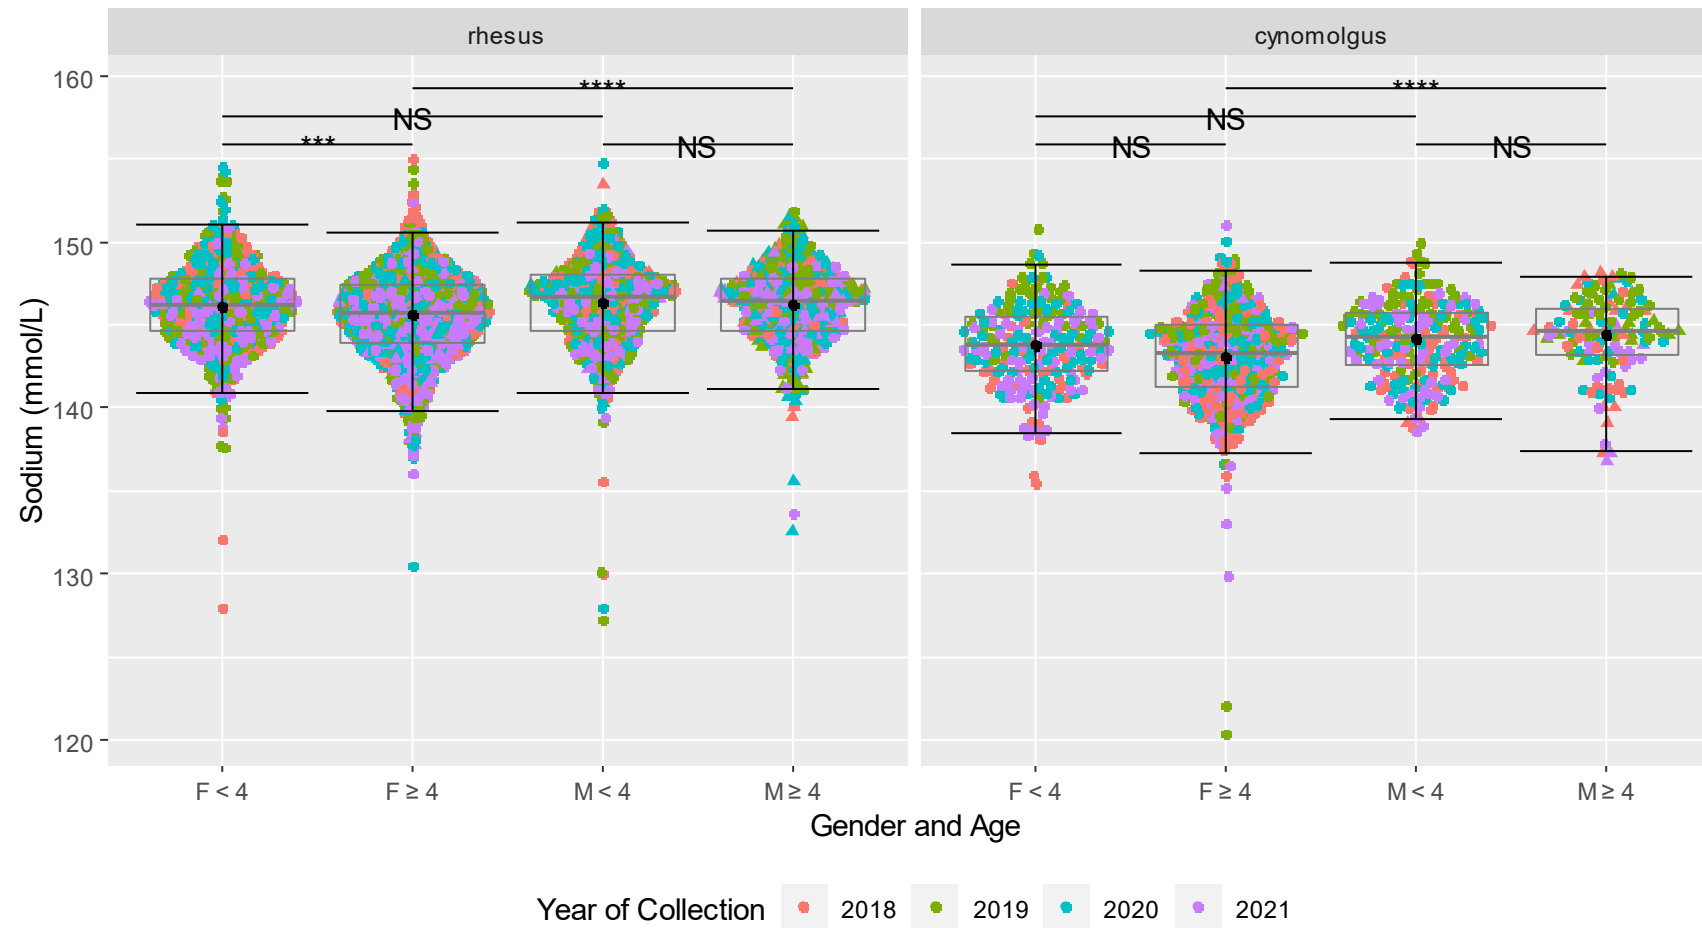 rhesus
cynomolgus
160
150
140
130
120
Sodium (mmol/L)
****
NS
***
NS
****
NS
NS
NS
F < 4
F ≥ 4
M < 4
M ≥ 4
F < 4
F ≥ 4
M < 4
M ≥ 4
Gender and Age
Year of Collection 2018 2019 2020 2021